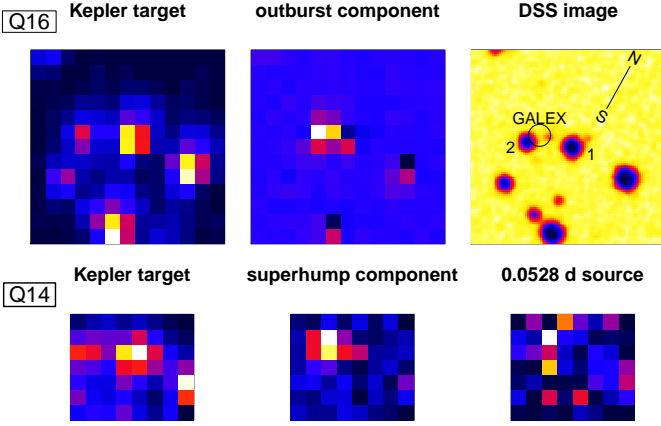 Kepler target outburst component DSS image
Q16
N
S
GALEX
2
1
Kepler target superhump component 0.0528 d source
Q14